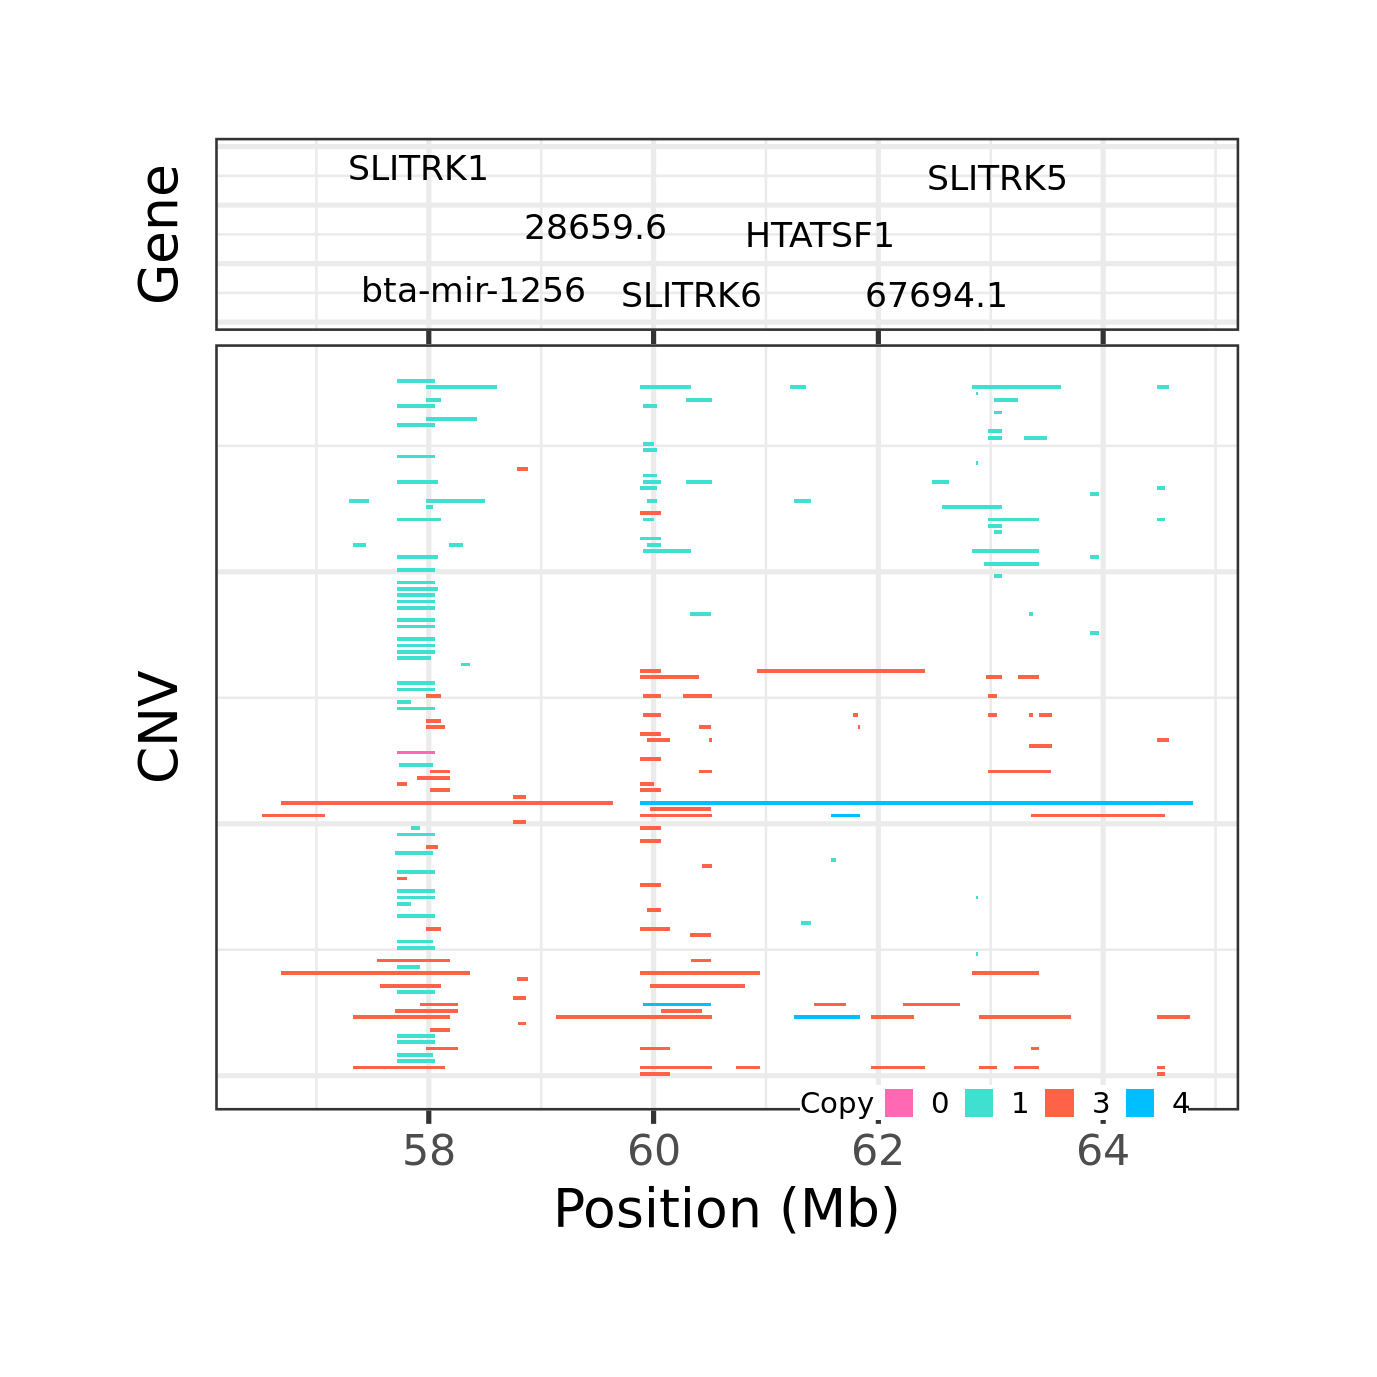 Gene
SLITRK1
SLITRK5
28659.6
HTATSF1
bta-mir-1256
SLITRK6
67694.1
CNV
Copy 0 1 3 4
58 60 62 64
Position (Mb)